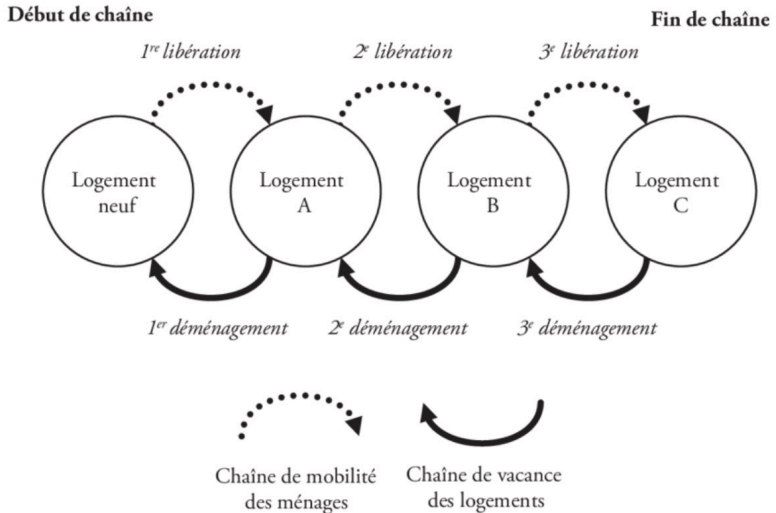 Début de chaîne
Fin de chaîne
1re libération
2e libération
3e libération
Logement
neuf
Logement
A
Logement
B
Logement
C
1er déménagement
2e déménagement
3e déménagement
Chaîne de mobilité
des ménages
Chaîne de vacance
des logements